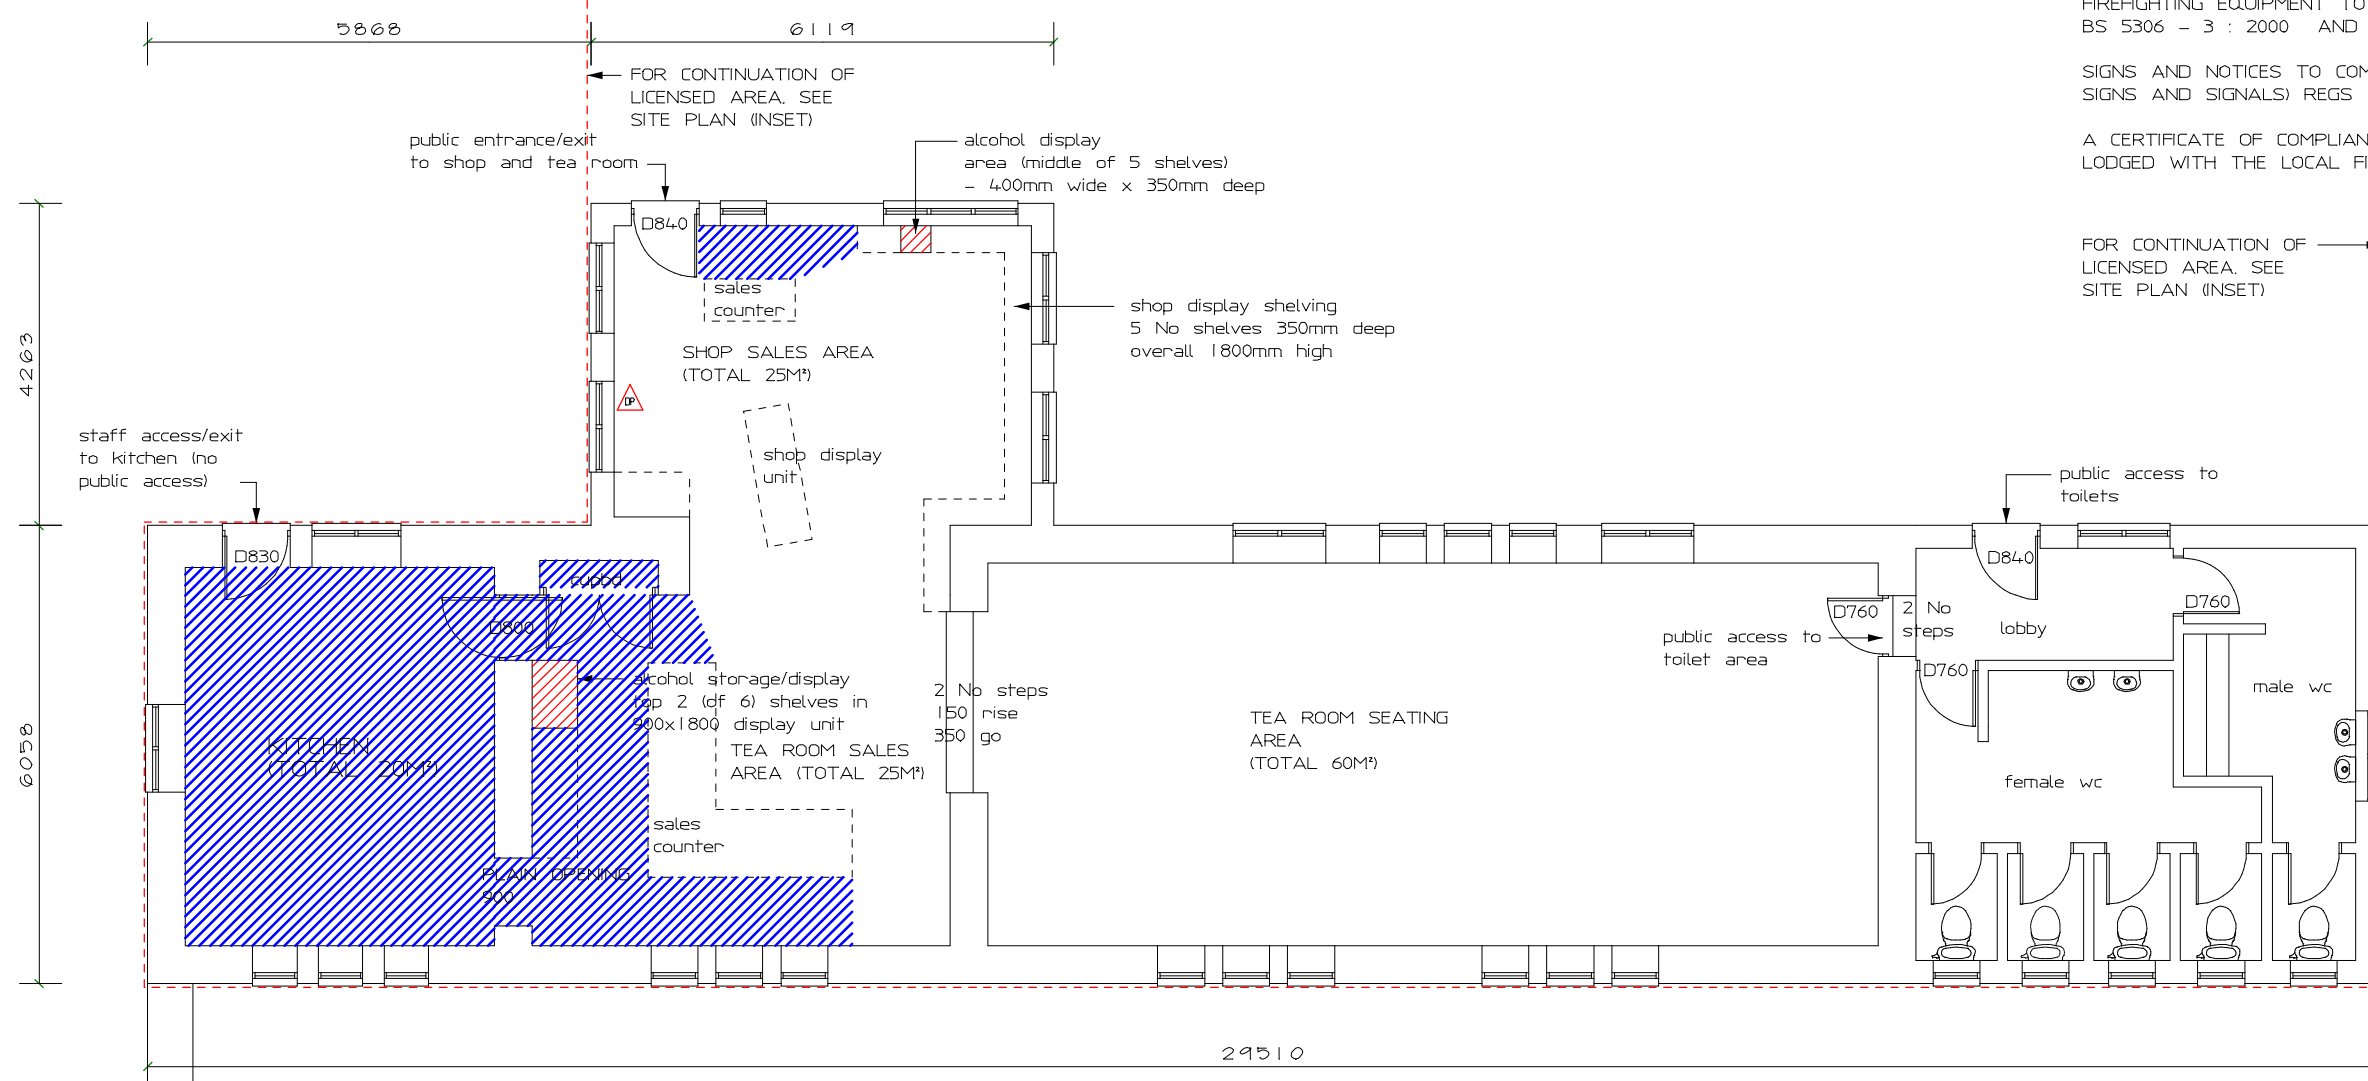 5868
6119
FOR CONTINUATION OF
LICENSED AREA, SEE
SITE PLAN (INSET)
public entrance/exit
to shop and tea room
alcohol display
area (middle of 5 shelves)
- 400mm wide x 350mm deep
FIREFIGHTING EQUIPMENT TO
BS 5306 - 3 : 2000 AND
SIGNS AND NOTICES TO COM
SIGNS AND SIGNALS) REGS
A CERTIFICATE OF COMPLIAN
LODGED WITH THE LOCAL FI
FOR CONTINUATION OF
LICENSED AREA, SEE
SITE PLAN (INSET)
D840
sales
counter
shop display shelving
5 No shelves 350mm deep
overall 1800mm high
SHOP SALES AREA
(TOTAL 25M²)
DP
4263
shop display
unit
staff access/exit
to kitchen (no
public access)
public access to
toilets
D830
cupbd
D800
D840
D760
D760
2 No
steps
lobby
public access to
toilet area
D760
alcohol storage/display
top 2 (of 6) shelves in
900x1800 display unit
2 No steps
150 rise
350 go
male wc
KITCHEN
(TOTAL 20M²)
TEA ROOM SALES
AREA (TOTAL 25M²)
TEA ROOM SEATING
AREA
(TOTAL 60M²)
female wc
6058
sales
counter
PLAIN OPENING
900
29510